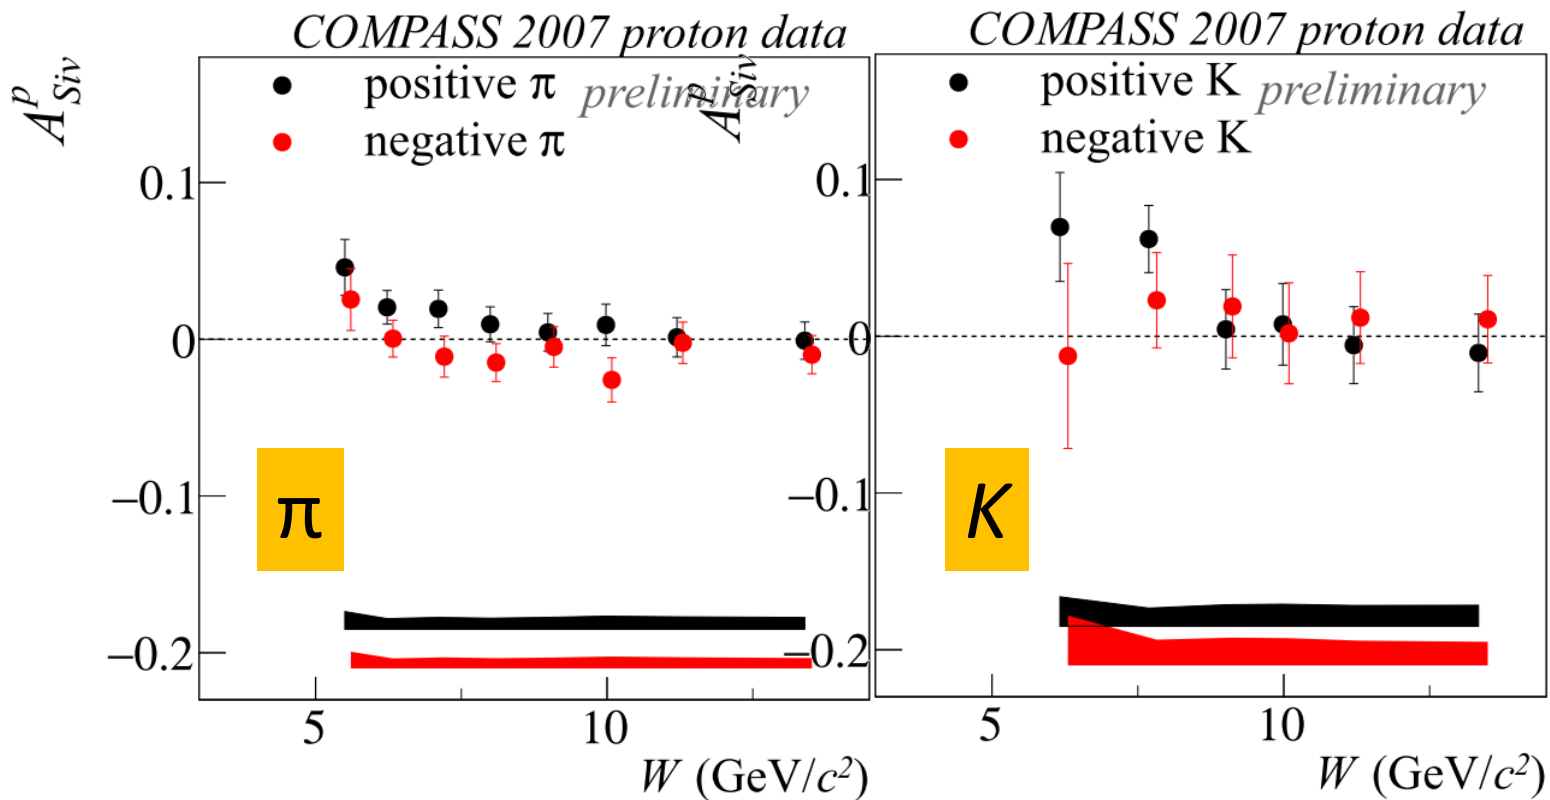 COMPASS 2007 proton data
A^p_Siv
positive π
preliminary
negative π
0.1
0
−0.1
−0.2
π
5
10
W (GeV/c²)
COMPASS 2007 proton data
A^p_Siv
positive K
preliminary
negative K
0.1
0
−0.1
−0.2
K
5
10
W (GeV/c²)